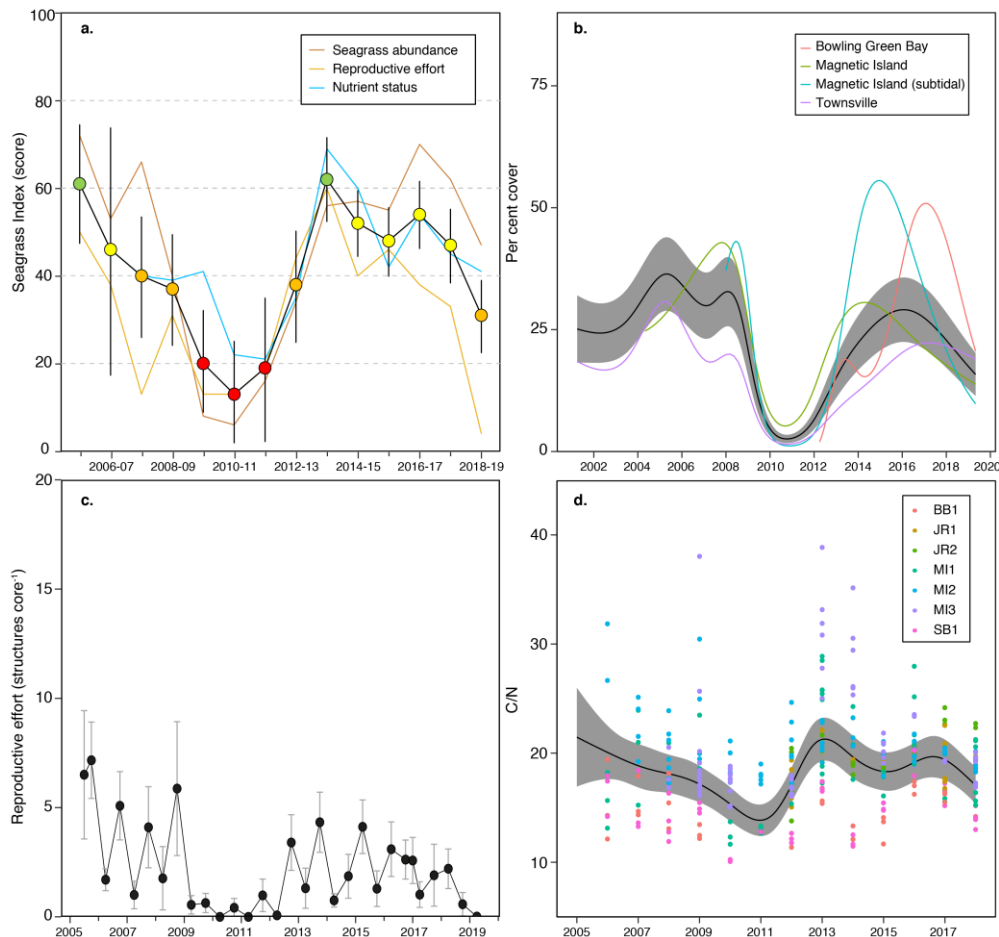 a.
Seagrass Index (score)
100
80
60
40
20
0
Seagrass abundance
Reproductive effort
Nutrient status
2006-07 2008-09 2010-11 2012-13 2014-15 2016-17 2018-19
b.
Per cent cover
75
50
25
0
Bowling Green Bay
Magnetic Island
Magnetic Island (subtidal)
Townsville
2002 2004 2006 2008 2010 2012 2014 2016 2018 2020
c.
Reproductive effort (structures core⁻¹)
20
15
10
5
0
2005 2007 2009 2011 2013 2015 2017 2019
d.
C/N
40
30
20
10
BB1
JR1
JR2
MI1
MI2
MI3
SB1
2005 2007 2009 2011 2013 2015 2017